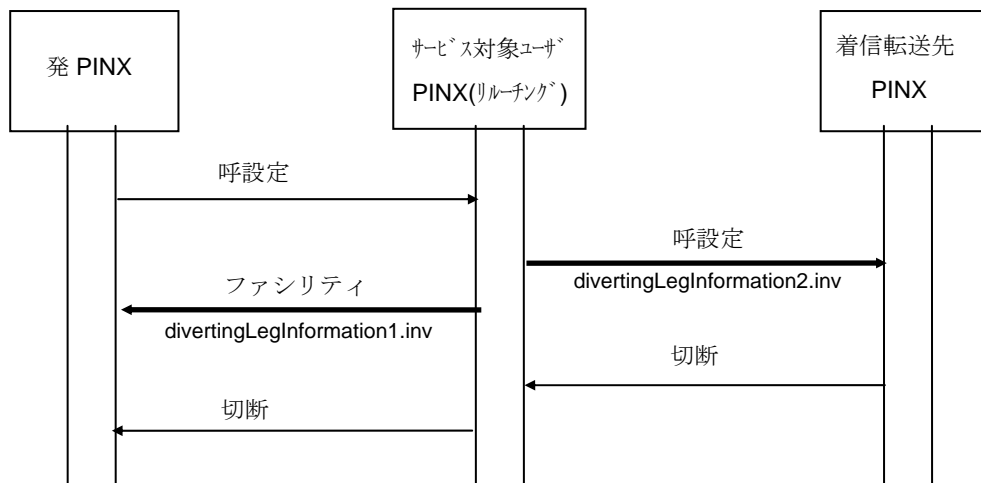 発 PINX
ｻｰﾋﾞｽ対象ﾕｰｻﾞ
PINX(ﾘﾙｰﾁﾝｸﾞ)
着信転送先
PINX
呼設定
呼設定
divertingLegInformation2.inv
ファシリティ
divertingLegInformation1.inv
切断
切断